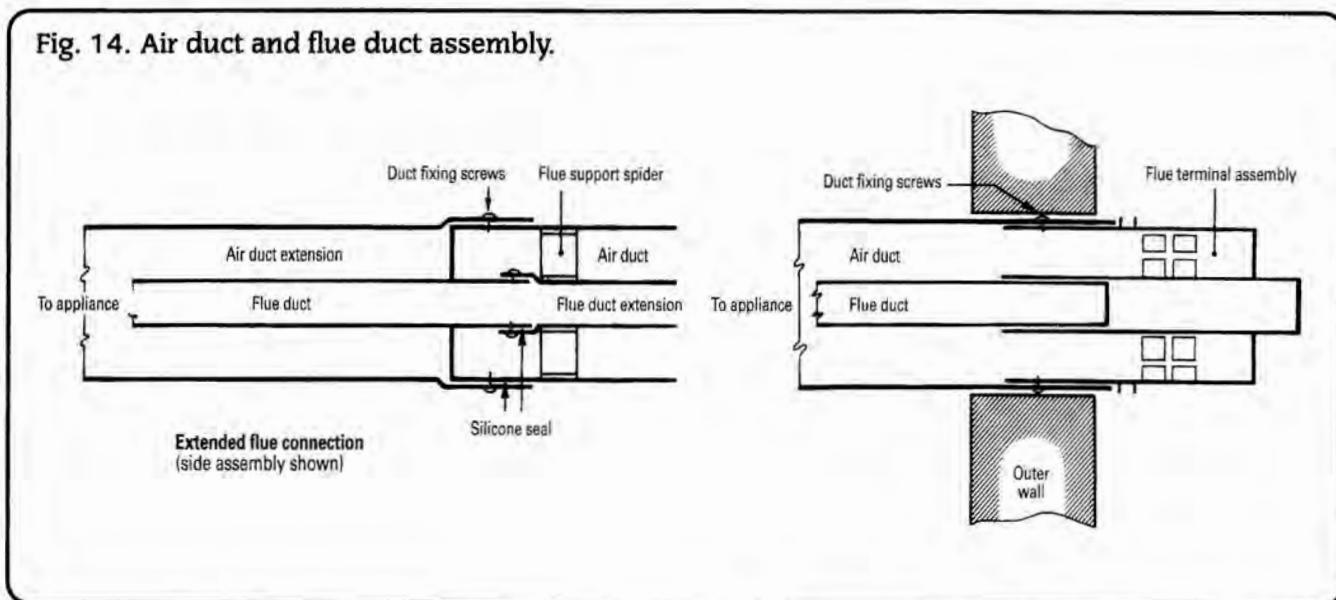 Fig. 14. Air duct and flue duct assembly.
Duct fixing screws
Flue support spider
Air duct extension
Air duct
To appliance
Flue duct
Flue duct extension
Silicone seal
Extended flue connection
(side assembly shown)
Duct fixing screws
Flue terminal assembly
Air duct
To appliance
Flue duct
Outer
wall